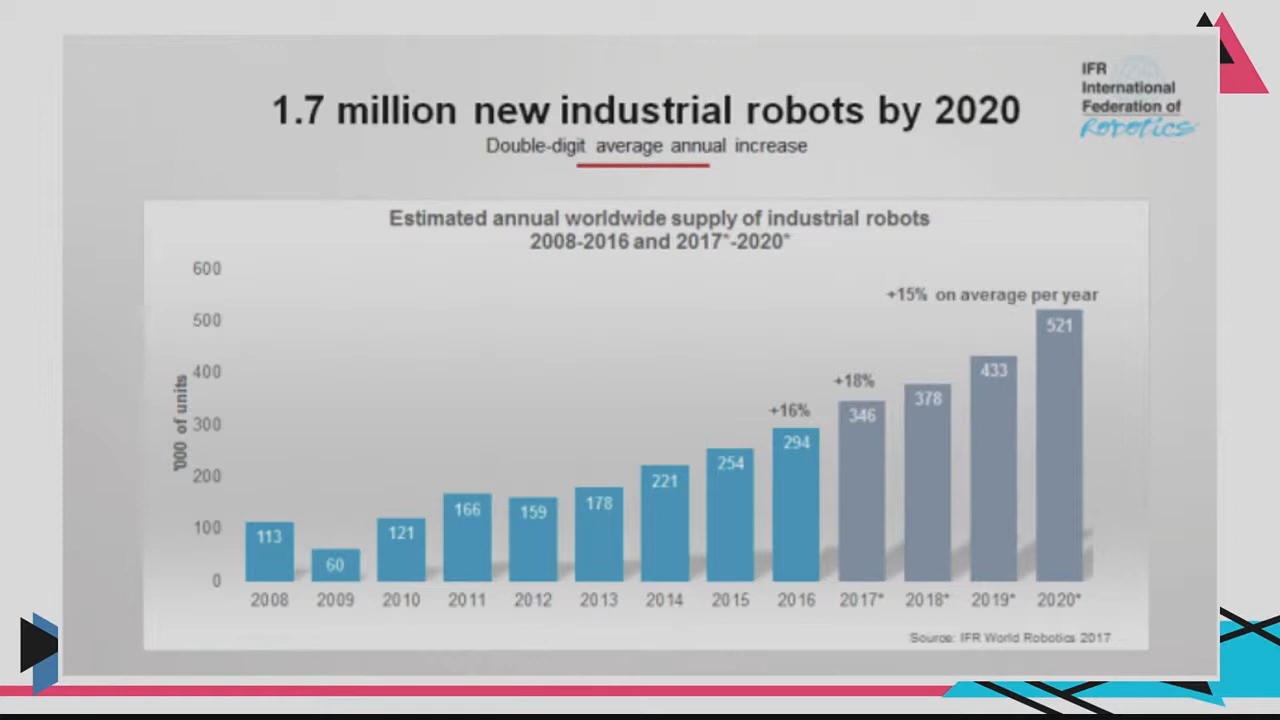 1.7 million new industrial robots by 2020
Double-digit average annual increase
IFR
International
Federation of
Robotics
Estimated annual worldwide supply of industrial robots
2008-2016 and 2017*-2020*
'000 of units
600
500
400
300
200
100
0
+16%
+18%
+15% on average per year
113
60
121
166
159
178
221
254
294
346
378
433
521
2008 2009 2010 2011 2012 2013 2014 2015 2016 2017* 2018* 2019* 2020*
Source: IFR World Robotics 2017